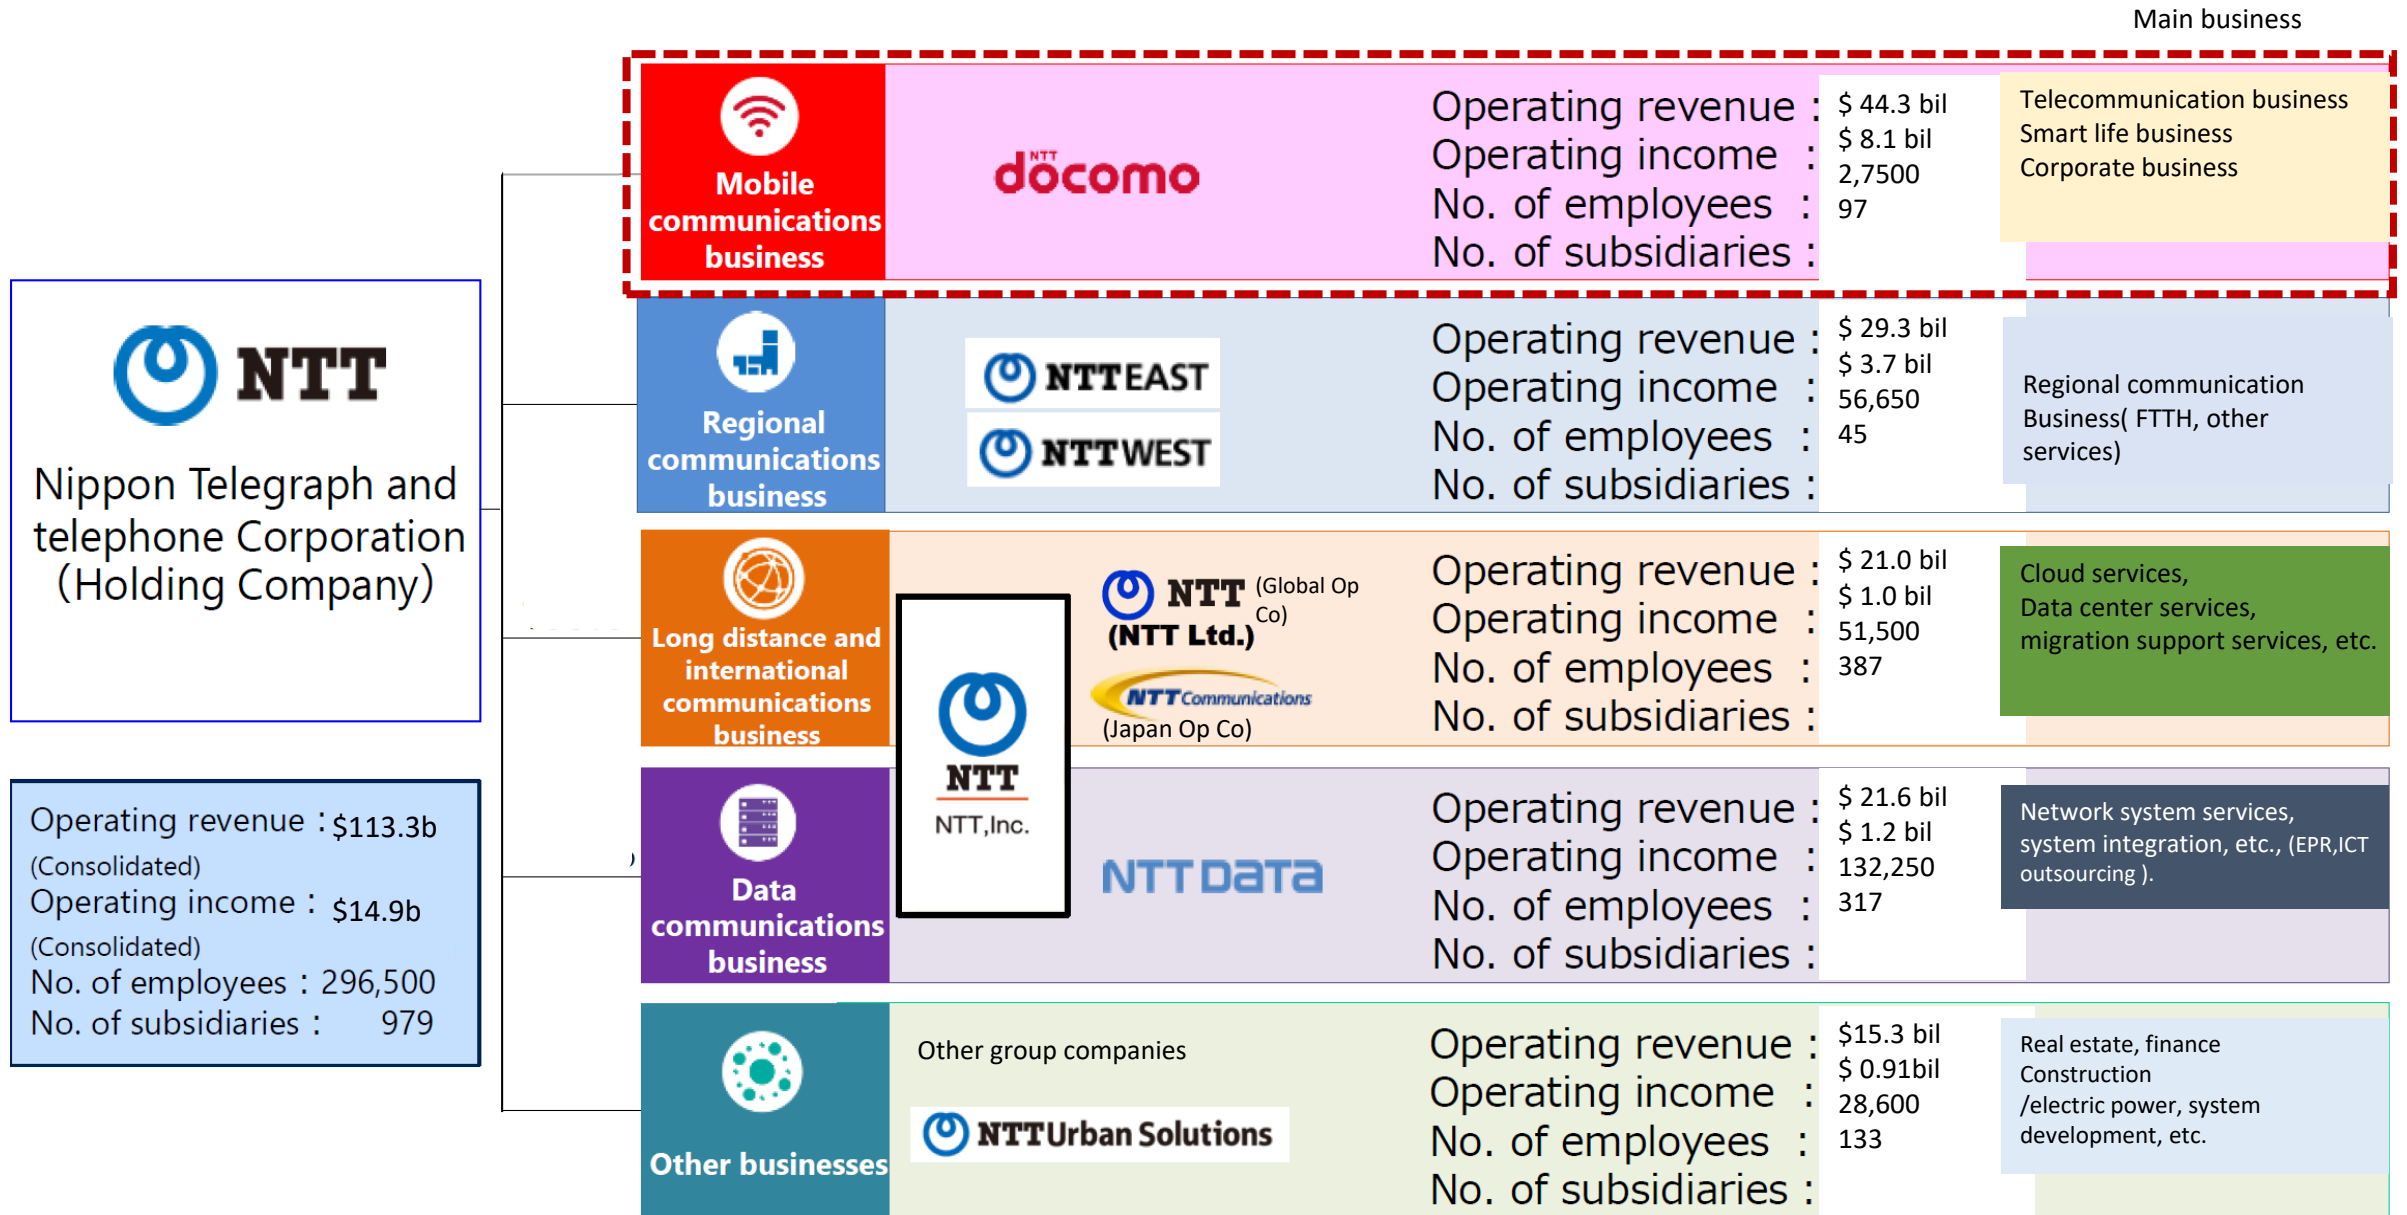 Main business
NTT
Nippon Telegraph and
telephone Corporation
（Holding Company）
Operating revenue：$113.3b
(Consolidated)
Operating income： $14.9b
(Consolidated)
No. of employees：296,500
No. of subsidiaries： 979
Mobile
communications
business
NTT
döcomo
Operating revenue：
Operating income ：
No. of employees ：
No. of subsidiaries：
$ 44.3 bil
$ 8.1 bil
2,7500
97
Telecommunication business
Smart life business
Corporate business
Regional
communications
business
NTT EAST
NTT WEST
Operating revenue：
Operating income ：
No. of employees ：
No. of subsidiaries：
$ 29.3 bil
$ 3.7 bil
56,650
45
Regional communication
Business( FTTH, other
services)
Long distance and
international
communications
business
NTT
NTT,Inc.
NTT (Global Op
Co)
(NTT Ltd.)
NTT Communications
(Japan Op Co)
Operating revenue：
Operating income ：
No. of employees ：
No. of subsidiaries：
$ 21.0 bil
$ 1.0 bil
51,500
387
Cloud services,
Data center services,
migration support services, etc.
)
Data
communications
business
NTT DATA
Operating revenue：
Operating income ：
No. of employees ：
No. of subsidiaries：
$ 21.6 bil
$ 1.2 bil
132,250
317
Network system services,
system integration, etc., (EPR,ICT
outsourcing ).
Other businesses
Other group companies
NTT Urban Solutions
Operating revenue：
Operating income ：
No. of employees ：
No. of subsidiaries：
$15.3 bil
$ 0.91bil
28,600
133
Real estate, finance
Construction
/electric power, system
development, etc.